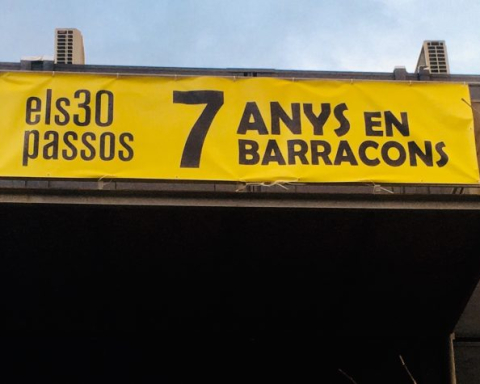 els30
passos
7 ANYS EN
BARRACONS